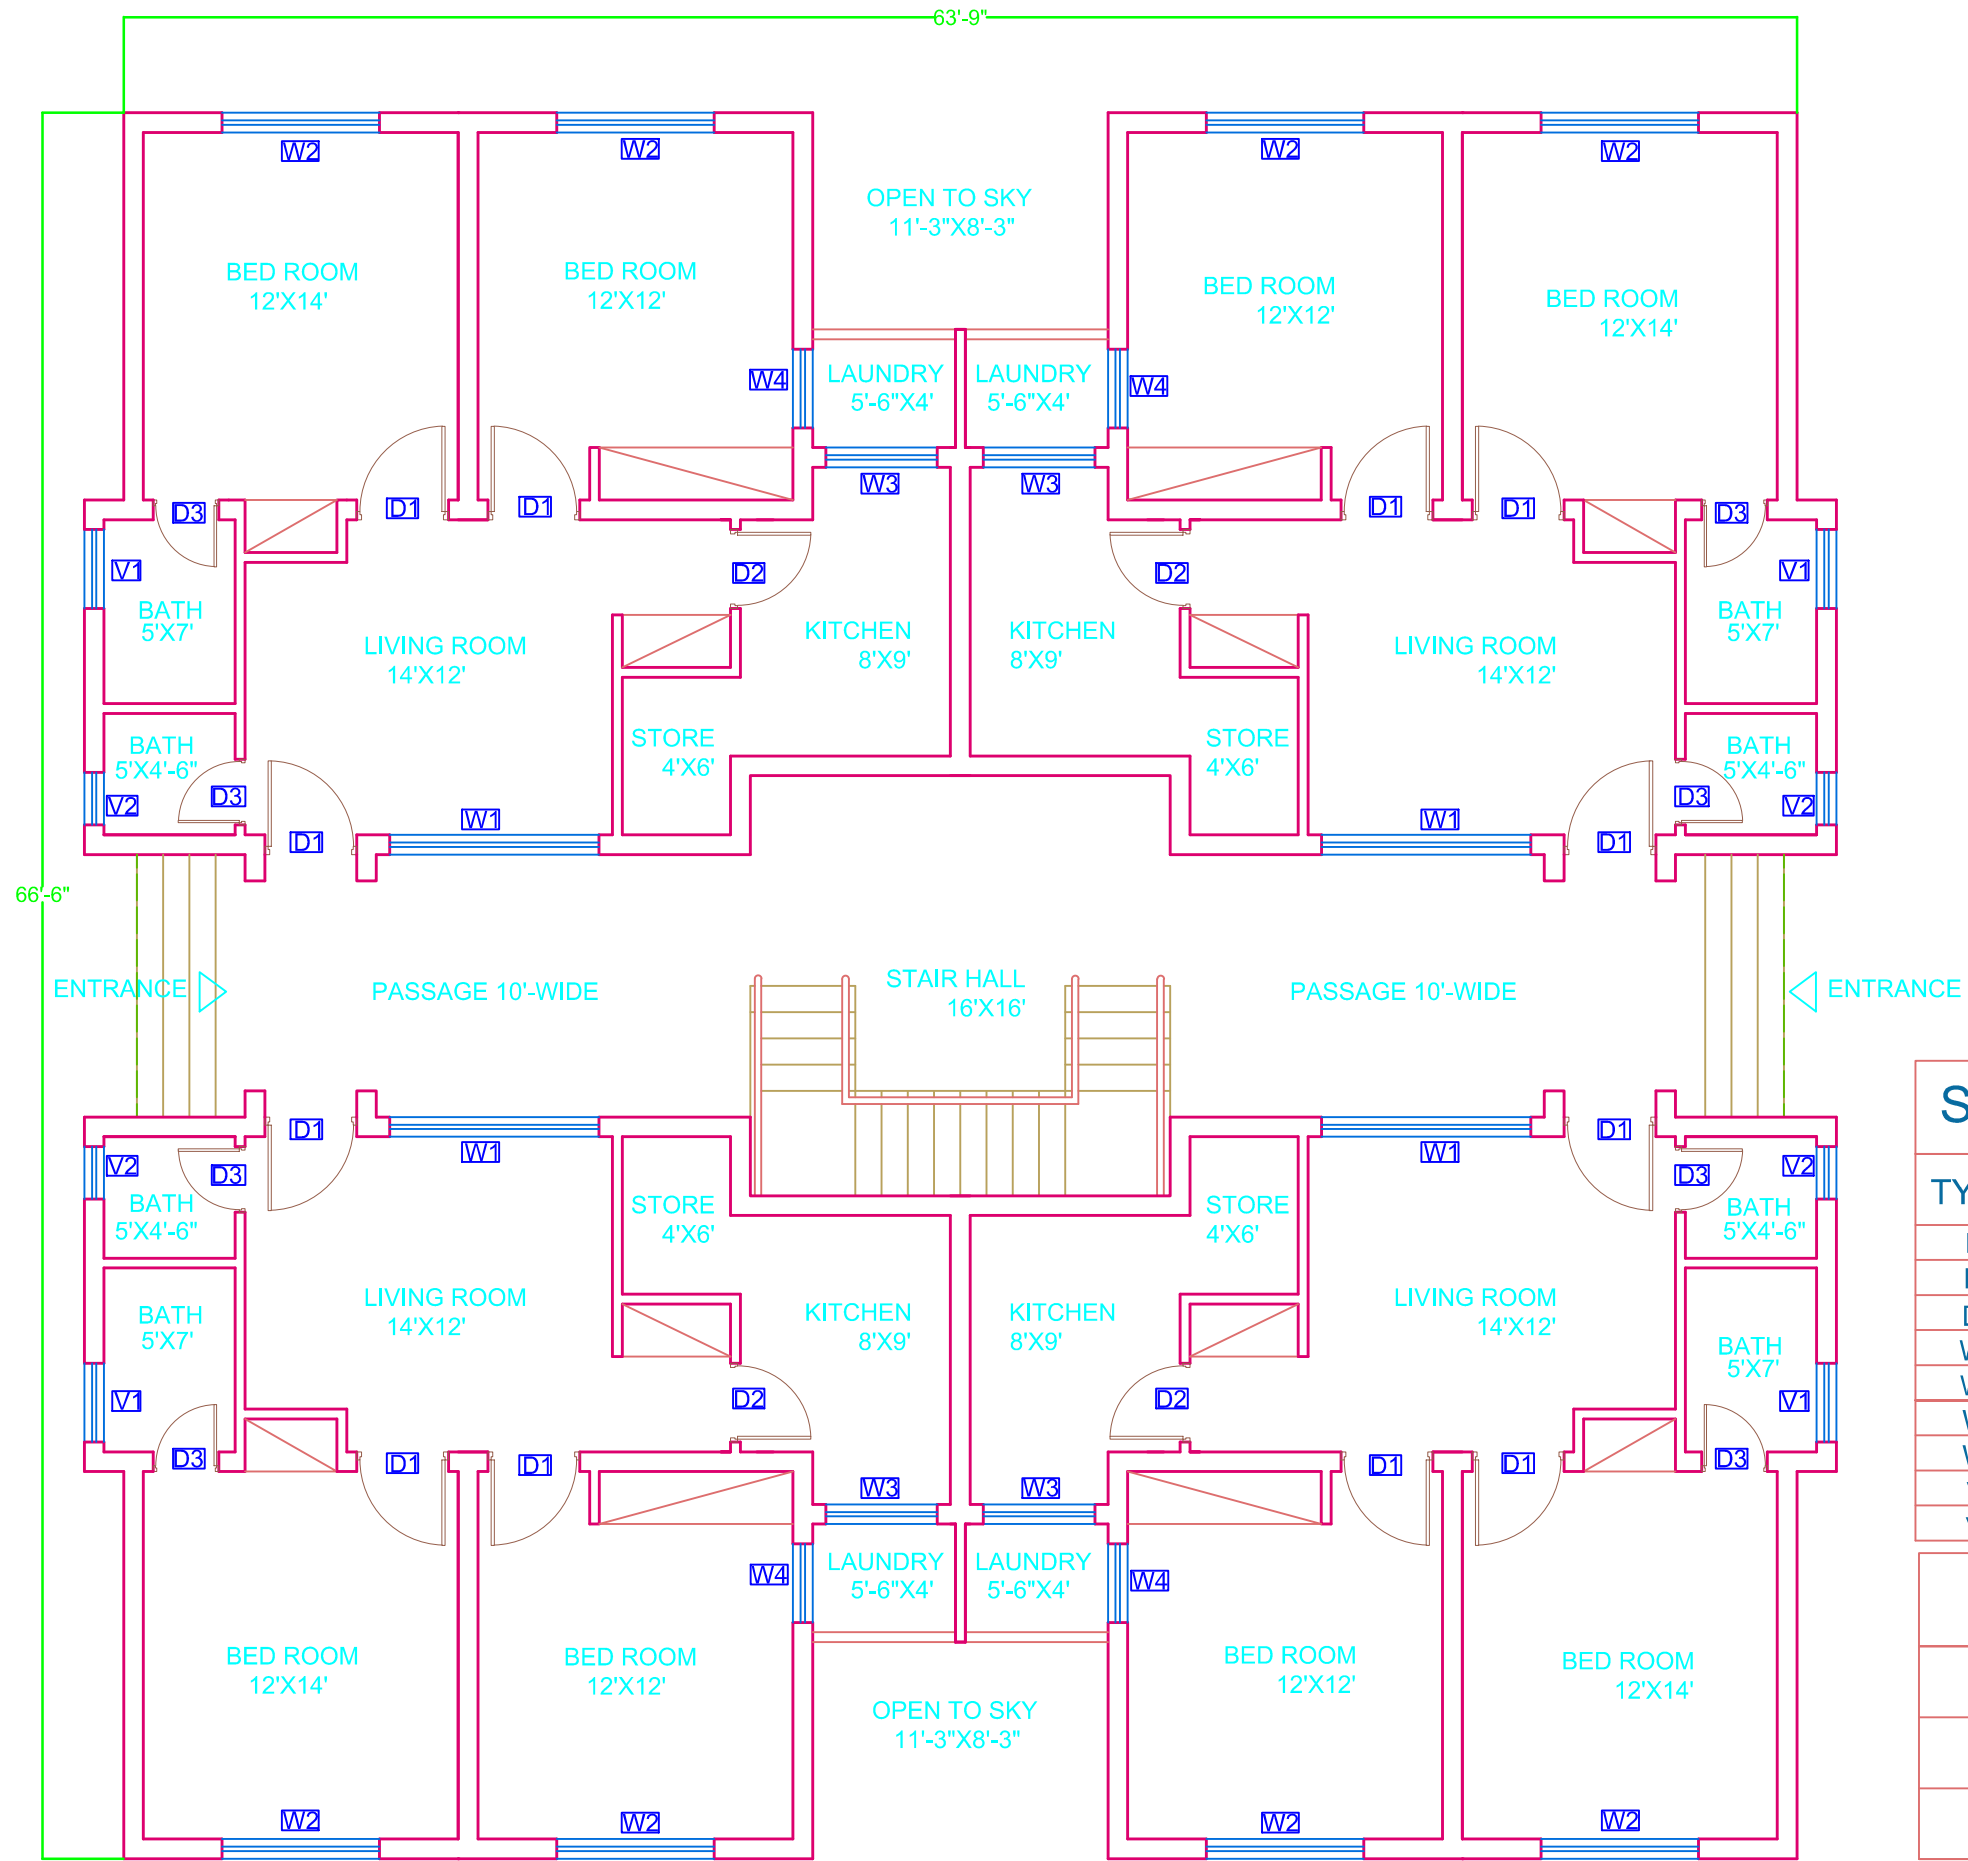 63'-9"
W2
W2
W2
W2
OPEN TO SKY
11'-3"X8'-3"
BED ROOM
12'X14'
BED ROOM
12'X12'
BED ROOM
12'X12'
BED ROOM
12'X14'
W4
LAUNDRY
5'-6"X4'
LAUNDRY
5'-6"X4'
W4
W3
W3
D3
D1
D1
D1
D1
D3
V1
D2
D2
V1
BATH
5'X7'
LIVING ROOM
14'X12'
KITCHEN
8'X9'
KITCHEN
8'X9'
LIVING ROOM
14'X12'
BATH
5'X7'
BATH
5'X4'-6"
STORE
4'X6'
STORE
4'X6'
BATH
5'X4'-6"
V2
D3
W1
W1
D3
V2
D1
D1
66'-6"
ENTRANCE
PASSAGE 10'-WIDE
STAIR HALL
16'X16'
PASSAGE 10'-WIDE
ENTRANCE
S
TY
D1
D1
V2
D3
W1
W1
D3
V2
BATH
5'X4'-6"
STORE
4'X6'
STORE
4'X6'
BATH
5'X4'-6"
BATH
5'X7'
LIVING ROOM
14'X12'
KITCHEN
8'X9'
KITCHEN
8'X9'
LIVING ROOM
14'X12'
BATH
5'X7'
V1
D2
D2
V1
D3
D1
D1
D1
D1
D3
W3
W3
W4
LAUNDRY
5'-6"X4'
LAUNDRY
5'-6"X4'
W4
BED ROOM
12'X14'
BED ROOM
12'X12'
BED ROOM
12'X12'
BED ROOM
12'X14'
OPEN TO SKY
11'-3"X8'-3"
W2
W2
W2
W2